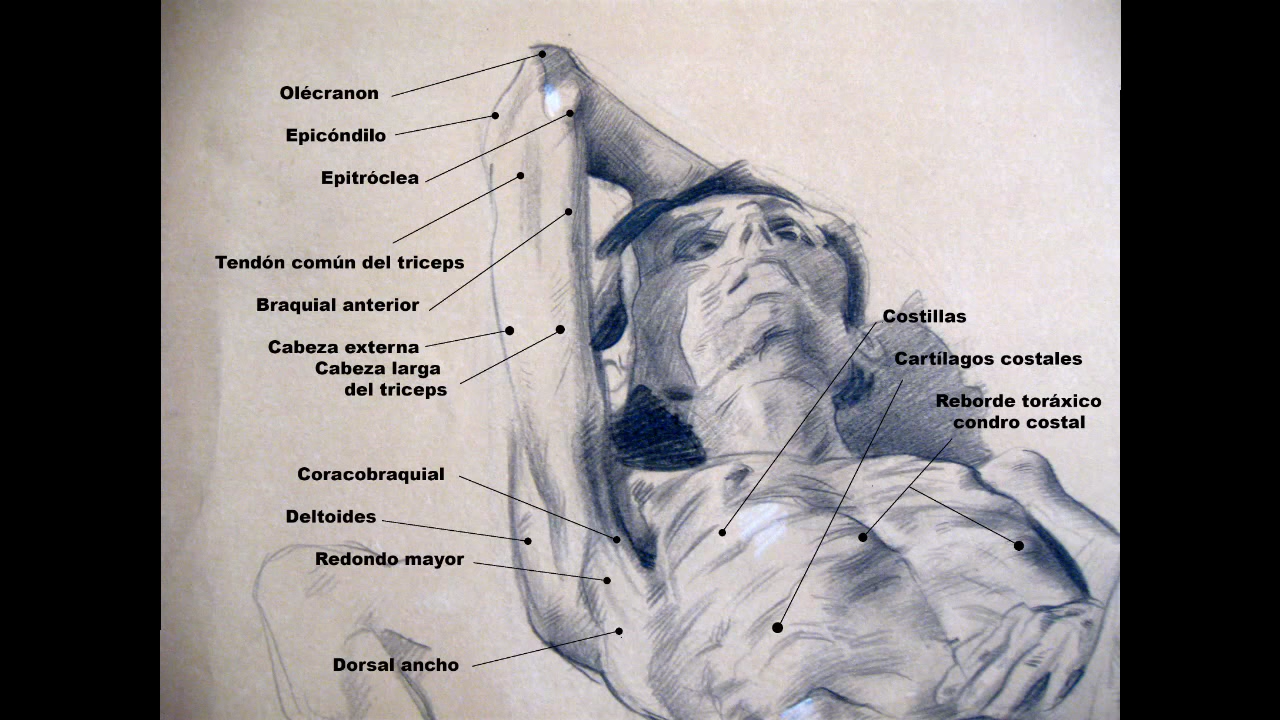 Olécranon
Epicóndilo
Epitróclea
Tendón común del triceps
Braquial anterior
Cabeza externa
Cabeza larga
del triceps
Coracobraquial
Deltoides
Redondo mayor
Dorsal ancho
Costillas
Cartílagos costales
Reborde toráxico
condro costal